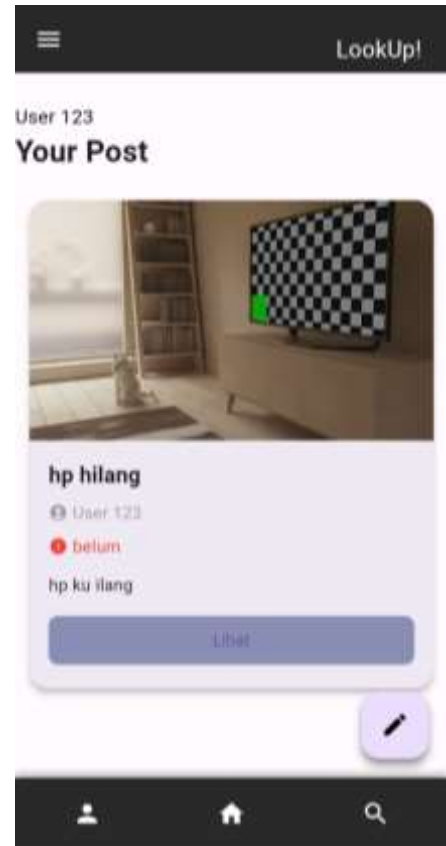 LookUp!
User 123
Your Post
hp hilang
User 123
belum
hp ku ilang
Lihat